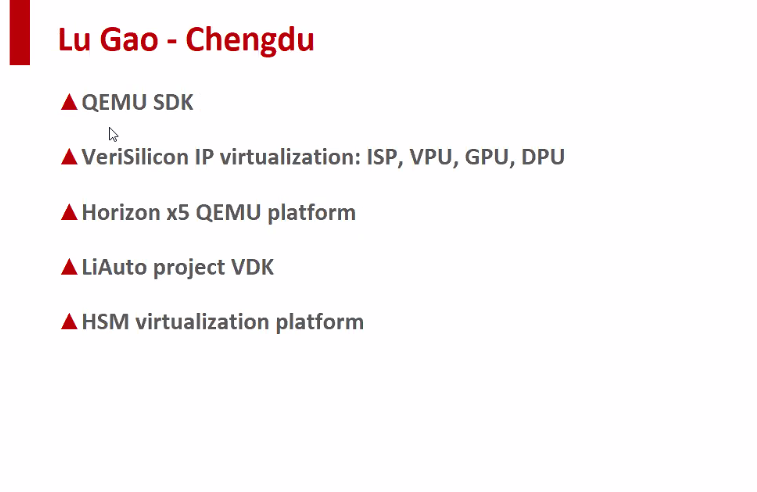 Lu Gao - Chengdu
QEMU SDK
VeriSilicon IP virtualization: ISP, VPU, GPU, DPU
Horizon x5 QEMU platform
LiAuto project VDK
HSM virtualization platform